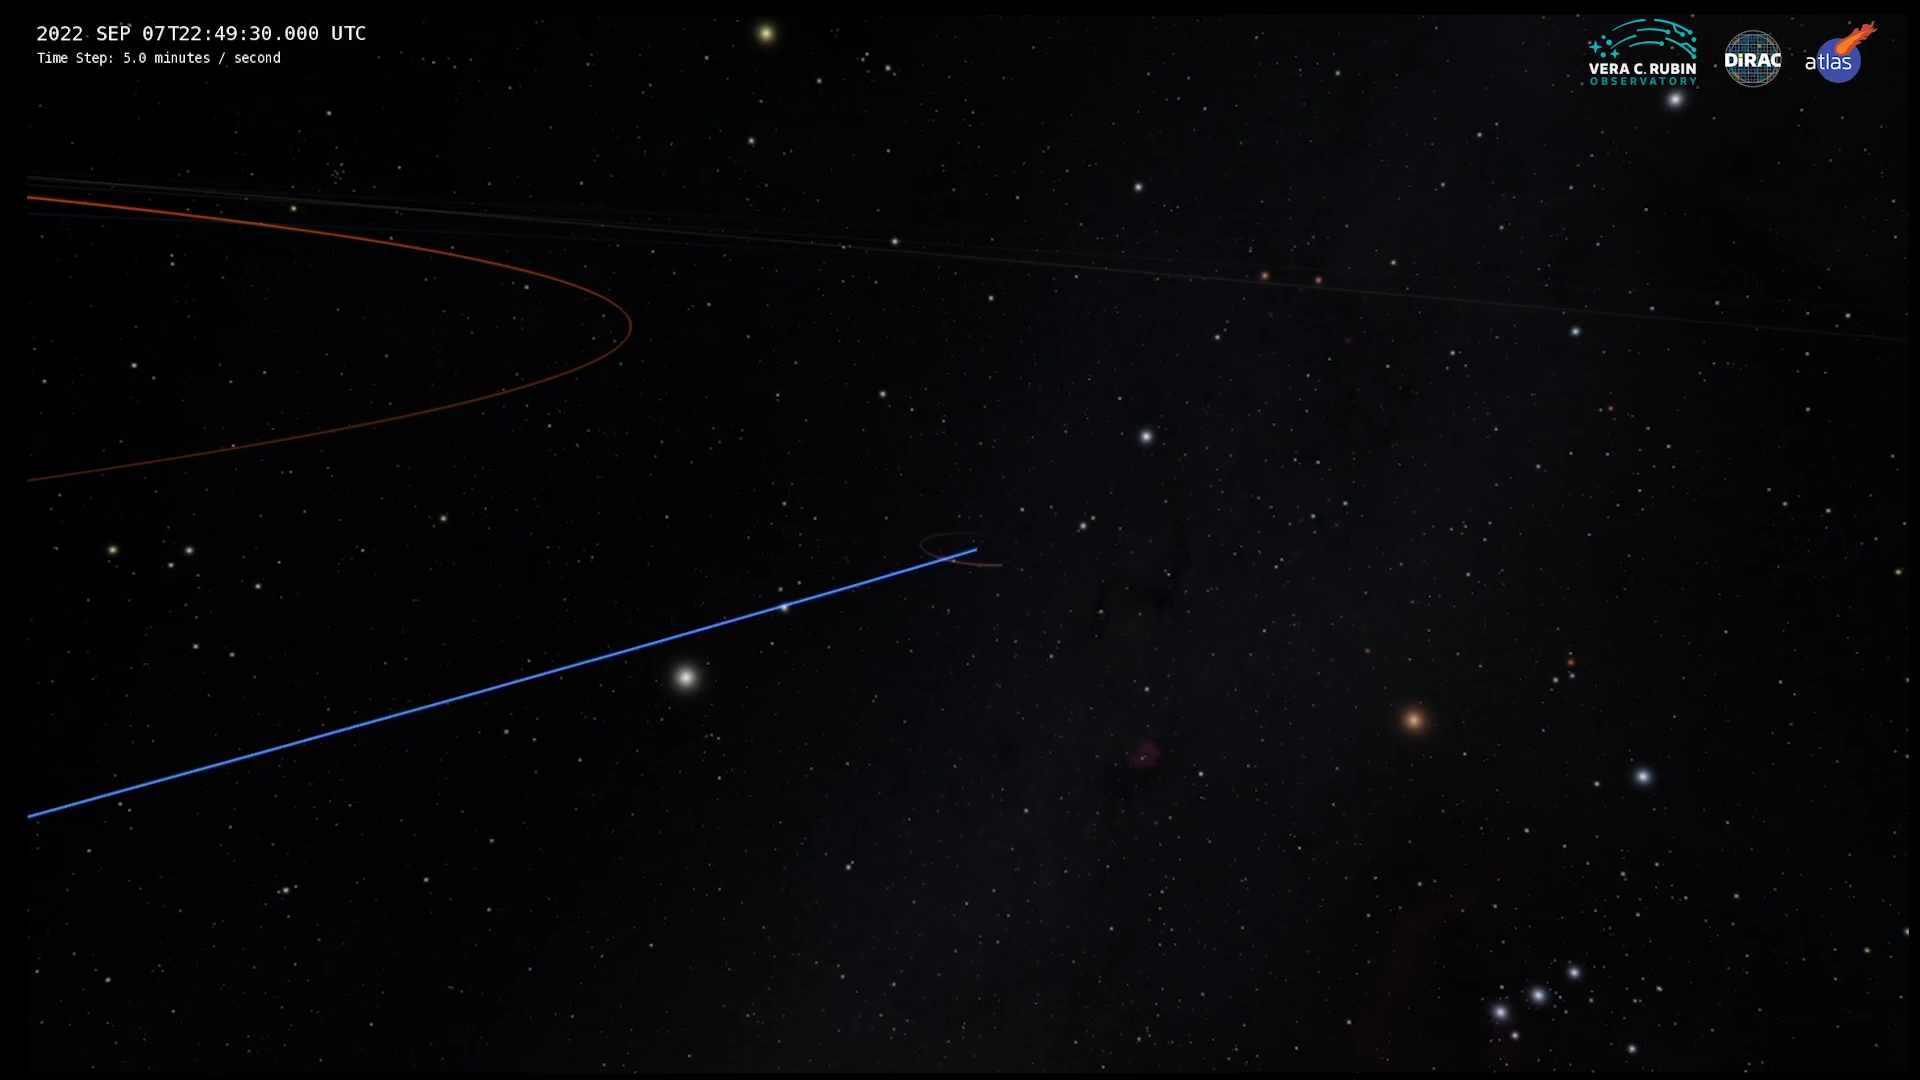 2022 SEP 07T22:49:30.000 UTC
Time Step: 5.0 minutes / second
VERA C. RUBIN
OBSERVATORY
DiRAC
atlas